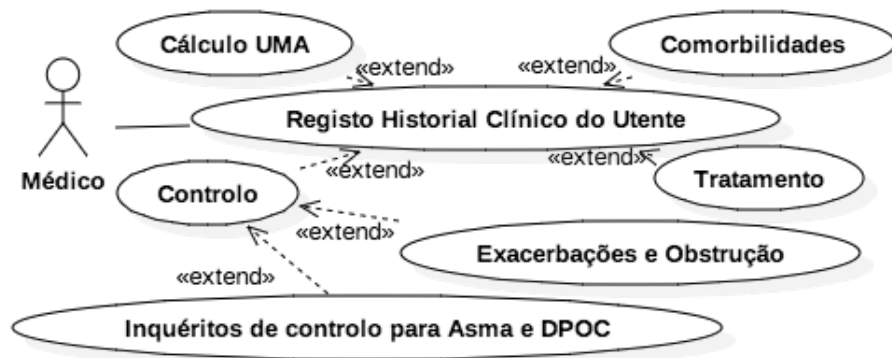 Cálculo UMA
Comorbilidades
«extend»
«extend»
Registo Historial Clínico do Utente
Médico
«extend»
«extend»
Controlo
Tratamento
«extend»
Exacerbações e Obstrução
«extend»
Inquéritos de controlo para Asma e DPOC